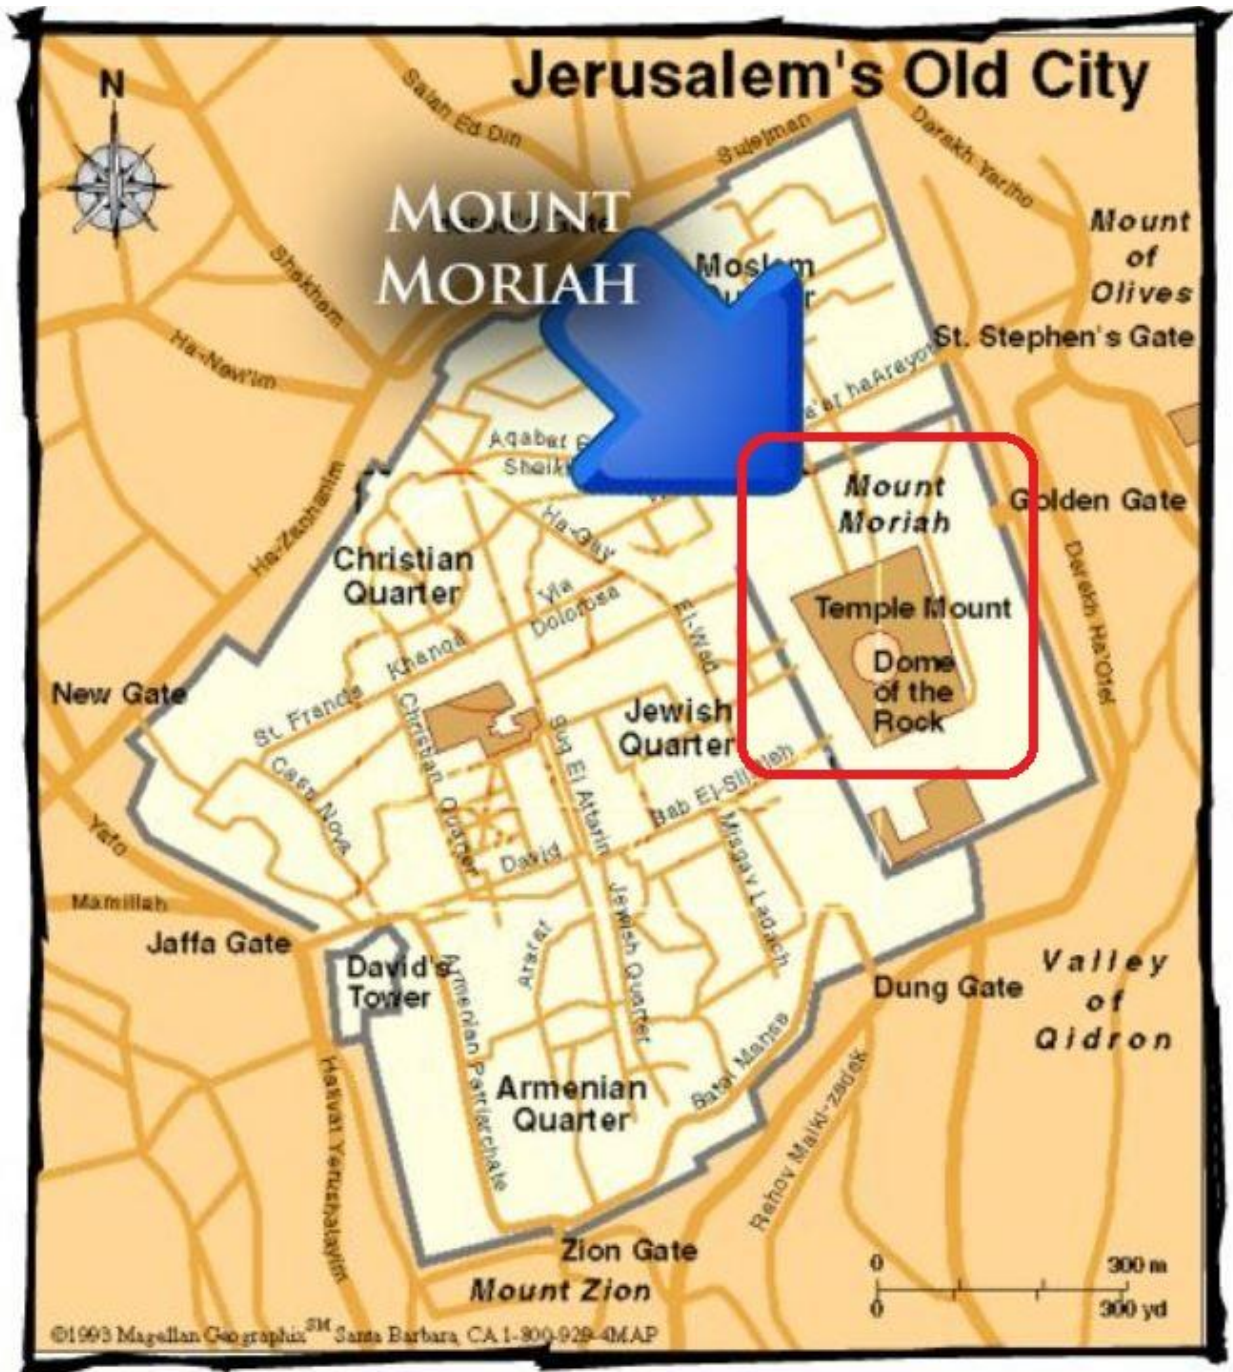 Jerusalem's Old City
N
Salah Ed Din
Sulejman
Darekh Yeriho
MOUNT
MORIAH
Mount
of
Olives
Moslem
St. Stephen's Gate
Shekhem
Ha-Nevi'im
haArayot
Aqabat
Sheikh
Mount
Moriah
Golden Gate
Ha-Zanhanim
Ha-Gay
Christian
Quarter
Via
Dolorosa
El-Wad
Temple Mount
Dome
of the
Rock
Darekh Ha'Ofel
Khanqa
St. Francis
New Gate
Jewish
Quarter
Christian Quarter
Suq El Attarin
Bab El-Silsileh
Casa Nova
Misgav Ladach
Yafo
David
Mamillah
Jaffa Gate
Jewish Quarter
Ararat
David's
Tower
Armenian Patriarchate
Dung Gate
Valley
of
Qidron
Hativat Yerushalayim
Armenian
Quarter
Batei Mahse
Rehov Malki-zadek
Zion Gate
Mount Zion
0 300 m
0 300 yd
©1993 Magellan Geographix SM Santa Barbara, CA 1-800-929-4MAP